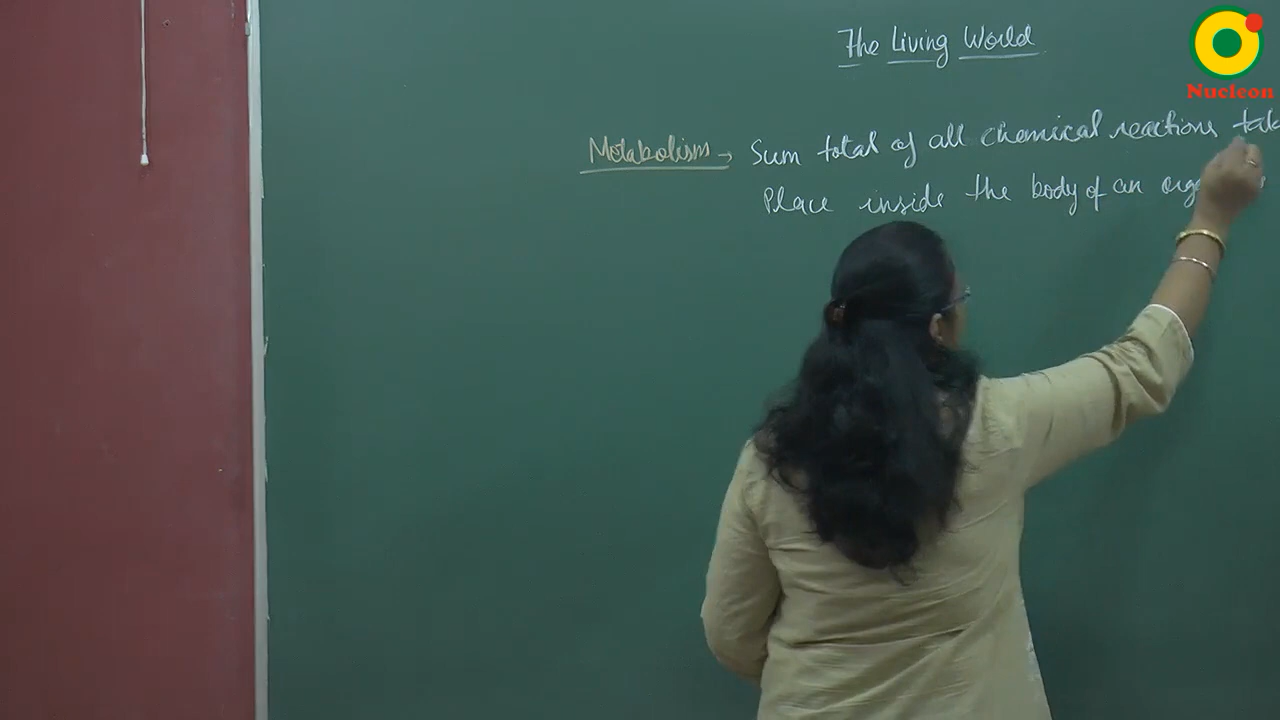 The Living World
Nucleon
Metabolism → Sum total of all chemical reactions
Place inside the body of an